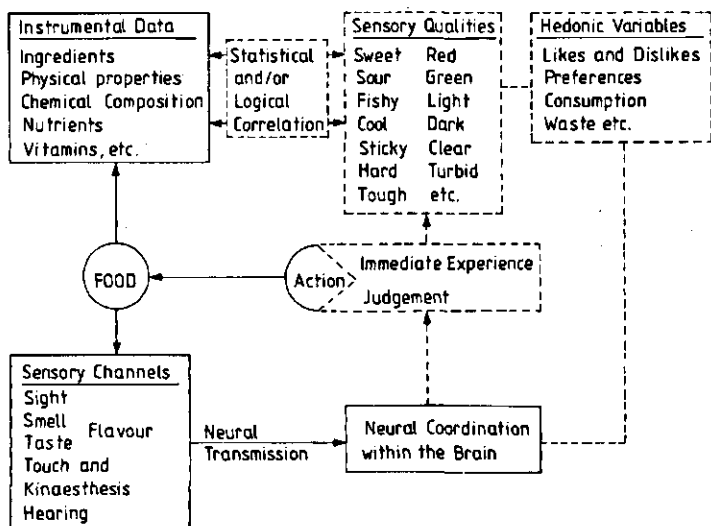 Instrumental Data
Ingredients
Physical properties
Chemical Composition
Nutrients
Vitamins, etc.
Statistical
and/or
Logical
Correlation
Sensory Qualities
Sweet Red
Sour Green
Fishy Light
Cool Dark
Sticky Clear
Hard Turbid
Tough etc.
Hedonic Variables
Likes and Dislikes
Preferences
Consumption
Waste etc.
FOOD
Action
Immediate Experience
Judgement
Sensory Channels
Sight
Smell
Taste
Flavour
Touch and
Kinaesthesis
Hearing
Neural
Transmission
Neural Coordination
within the Brain